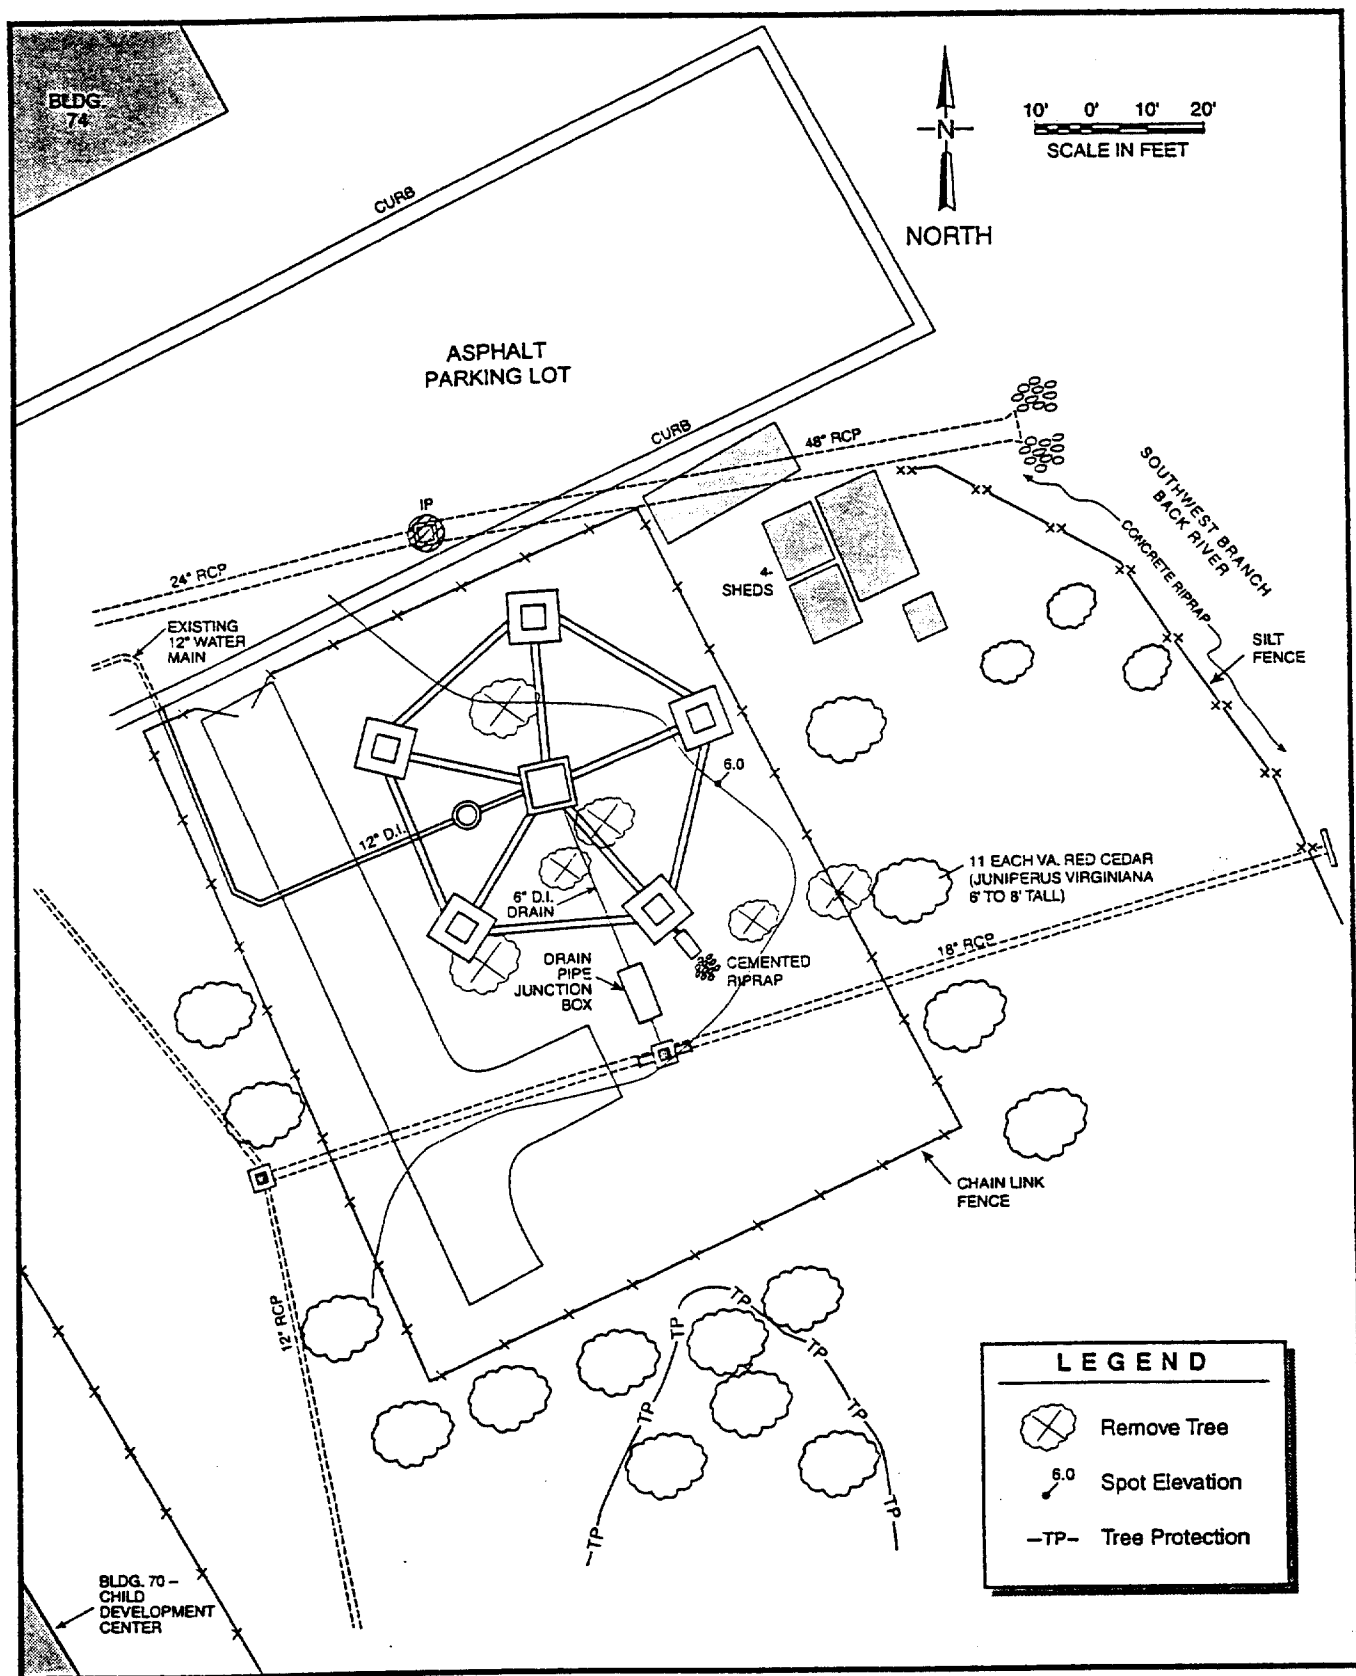 BLDG.
74
CURB
N
NORTH
10' 0' 10' 20'
SCALE IN FEET
ASPHALT
PARKING LOT
CURB
48" RCP
IP
24" RCP
SOUTHWEST BRANCH
BACK RIVER
CONCRETE RIPRAP
4-
SHEDS
SILT
FENCE
EXISTING
12" WATER
MAIN
6.0
12" D.I.
6" D.I.
DRAIN
11 EACH VA. RED CEDAR
(JUNIPERUS VIRGINIANA
6' TO 8' TALL)
18" RCP
DRAIN
PIPE
JUNCTION
BOX
CEMENTED
RIPRAP
CHAIN LINK
FENCE
12" RCP
TP
TP
TP
TP
TP
TP
TP
LEGEND
Remove Tree
6.0
Spot Elevation
–TP– Tree Protection
BLDG. 70 –
CHILD
DEVELOPMENT
CENTER